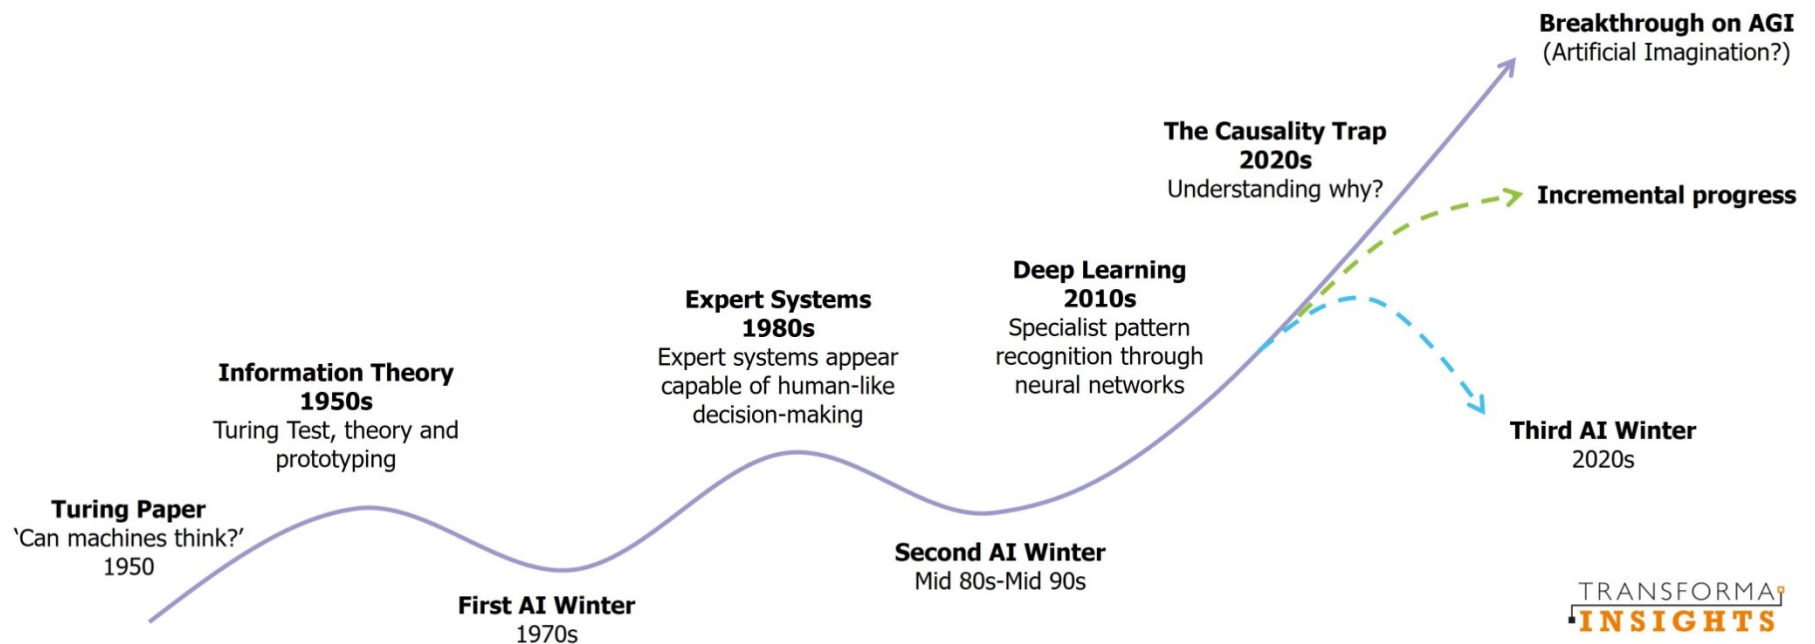 Turing Paper
‘Can machines think?’
1950
Information Theory
1950s
Turing Test, theory and
prototyping
First AI Winter
1970s
Expert Systems
1980s
Expert systems appear
capable of human-like
decision-making
Second AI Winter
Mid 80s-Mid 90s
Deep Learning
2010s
Specialist pattern
recognition through
neural networks
The Causality Trap
2020s
Understanding why?
Breakthrough on AGI
(Artificial Imagination?)
Incremental progress
Third AI Winter
2020s
TRANSFORMA
INSIGHTS